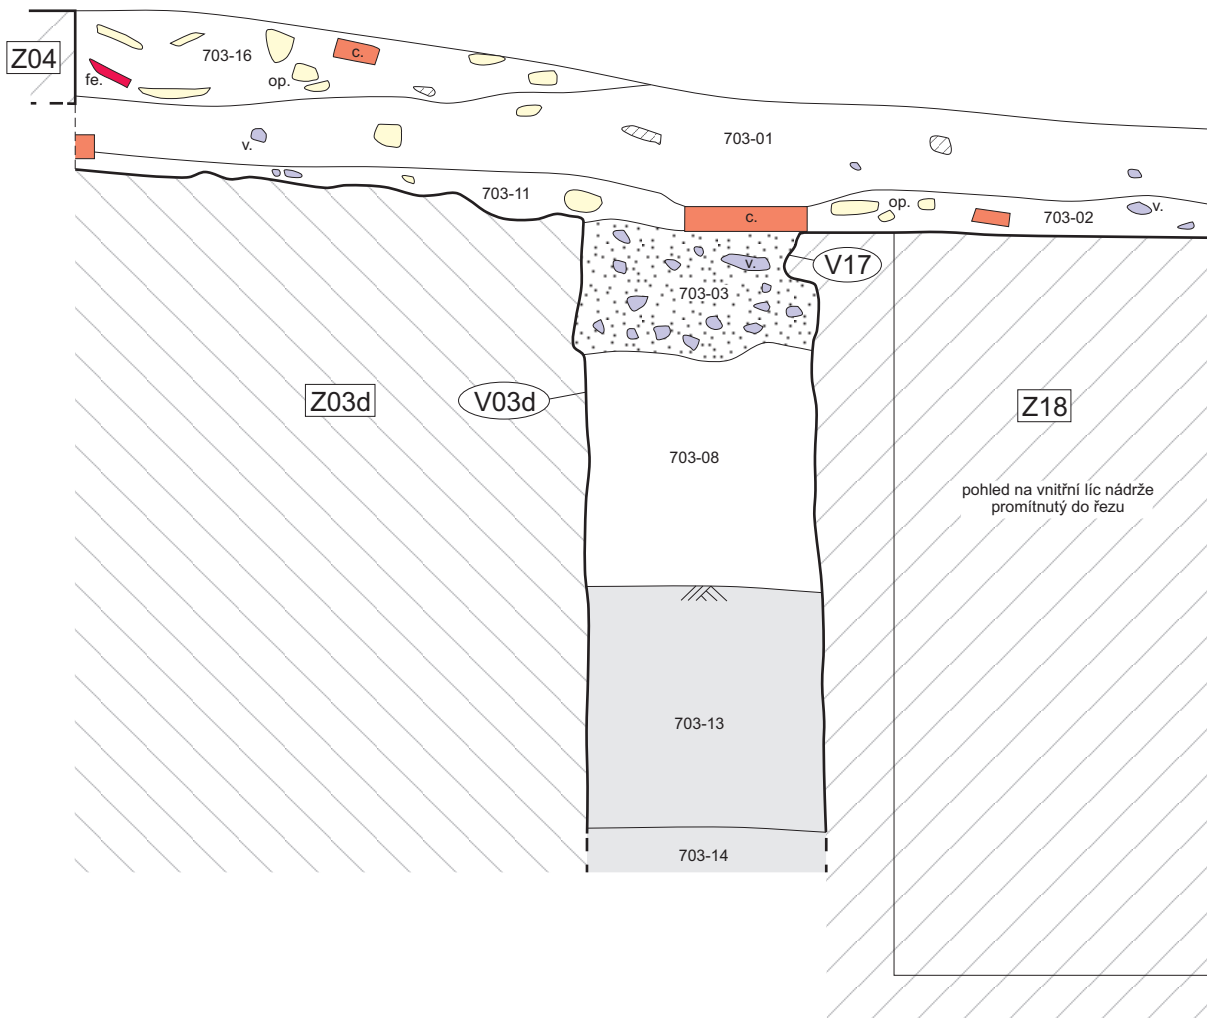 Z04
703-16
c.
fe.
op.
v.
703-01
703-11
c.
op.
703-02
v.
V17
v.
703-03
Z03d
V03d
Z18
703-08
pohled na vnitřní líc nádrže
promítnutý do řezu
703-13
703-14